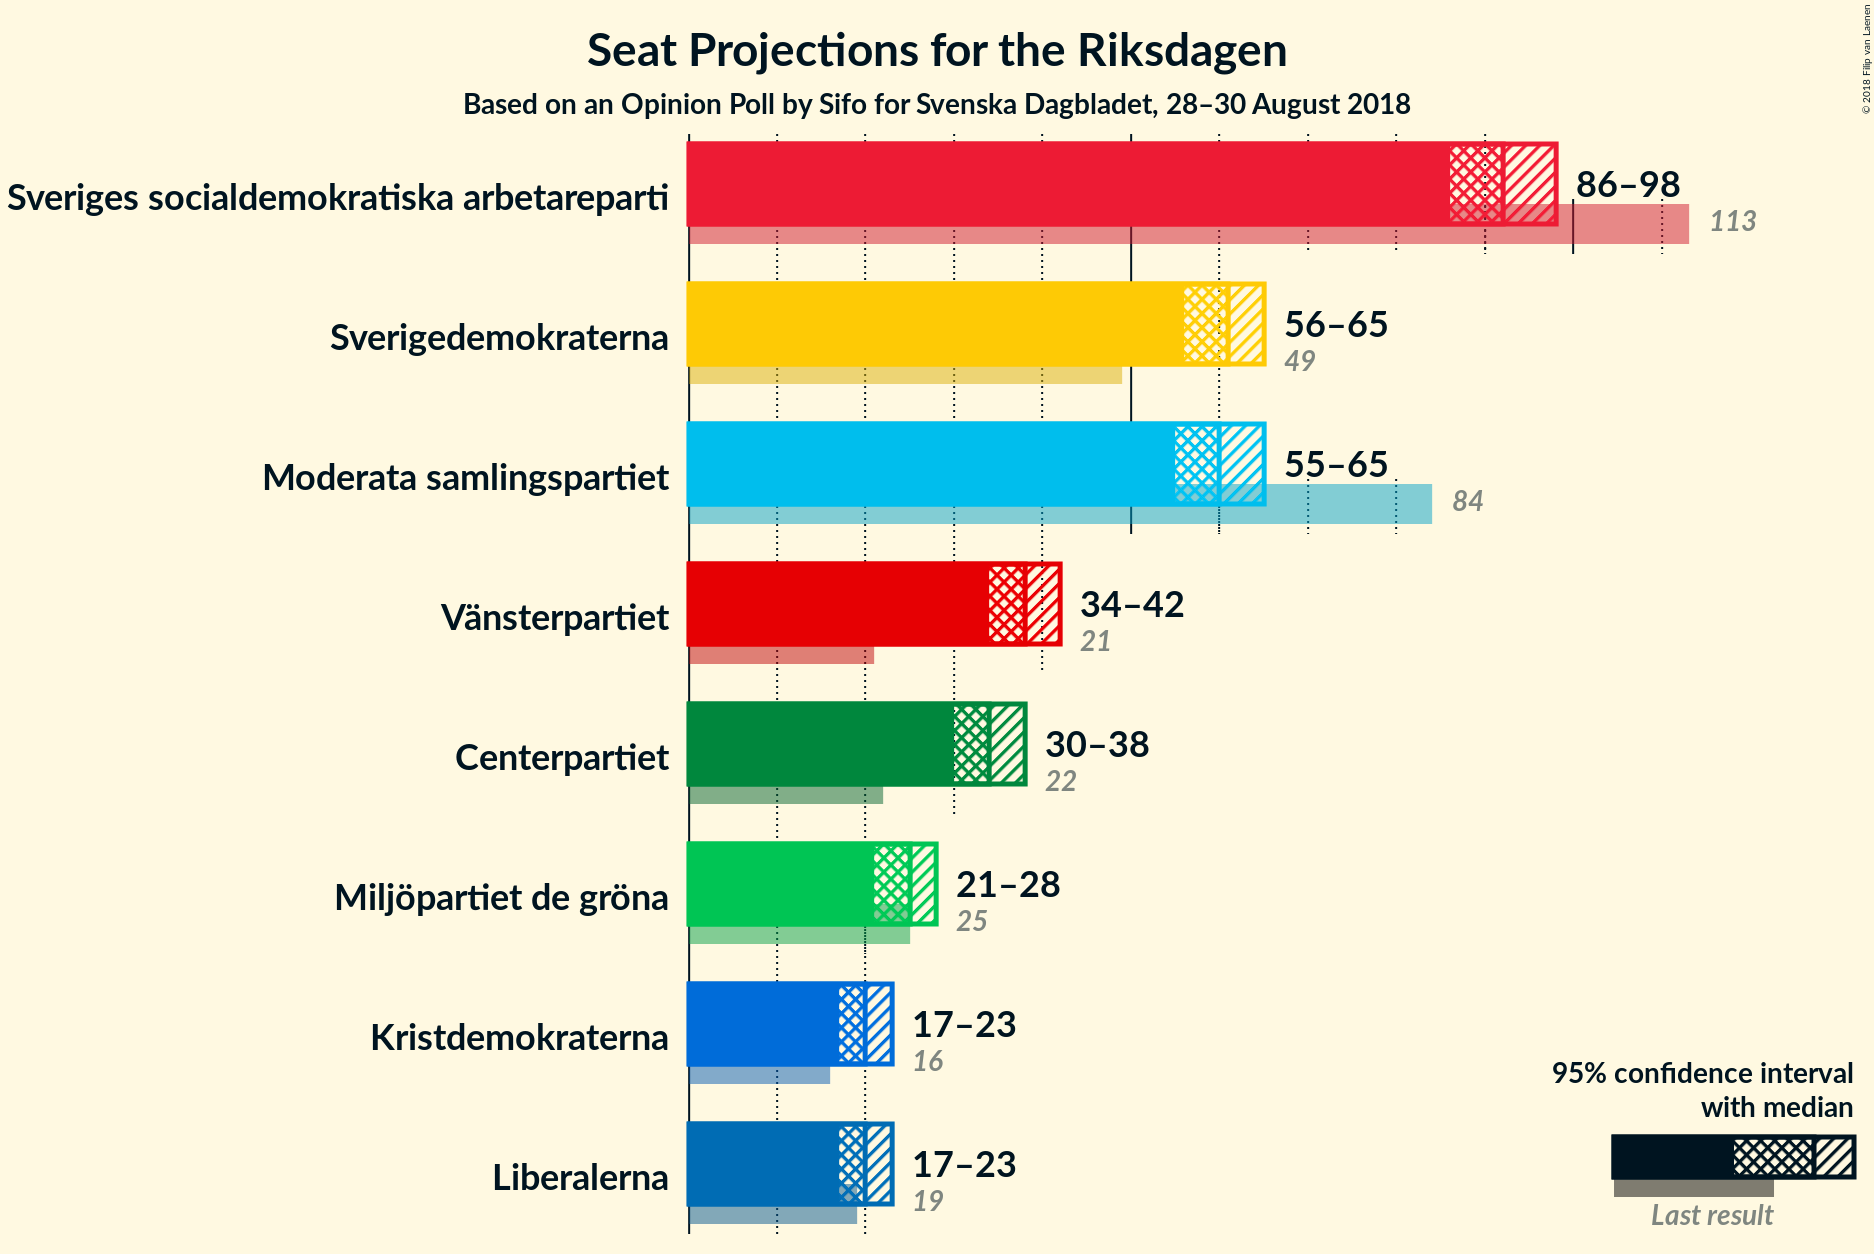 Seat Projections for the Riksdagen
Based on an Opinion Poll by Sifo for Svenska Dagbladet, 28–30 August 2018
© 2018 Filip van Laenen
Sveriges socialdemokratiska arbetareparti
86–98
113
Sverigedemokraterna
56–65
49
Moderata samlingspartiet
55–65
84
Vänsterpartiet
34–42
21
Centerpartiet
30–38
22
Miljöpartiet de gröna
21–28
25
Kristdemokraterna
17–23
16
Liberalerna
17–23
19
95% confidence interval
with median
Last result